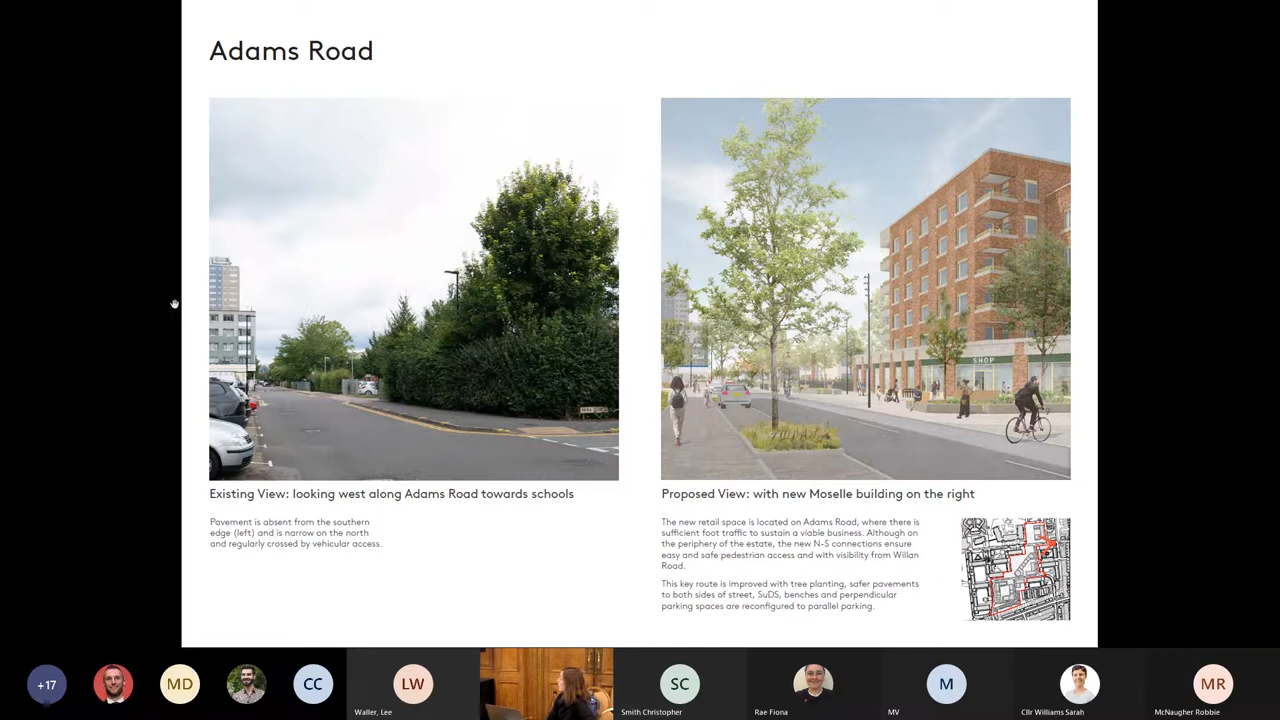 Adams Road
SHOP
Existing View: looking west along Adams Road towards schools
Pavement is absent from the southern
edge (left) and is narrow on the north
and regularly crossed by vehicular access.
Proposed View: with new Moselle building on the right
The new retail space is located on Adams Road, where there is
sufficient foot traffic to sustain a viable business. Although on
the periphery of the estate, the new N-S connections ensure
easy and safe pedestrian access and with visibility from Willan
Road.
This key route is improved with tree planting, safer pavements
to both sides of street, SuDS, benches and perpendicular
parking spaces are reconfigured to parallel parking.
+17
MD
CC
LW
Waller, Lee
SC
Smith Christopher
Rae Fiona
M
MV
Cllr Williams Sarah
MR
McNaugher Robbie